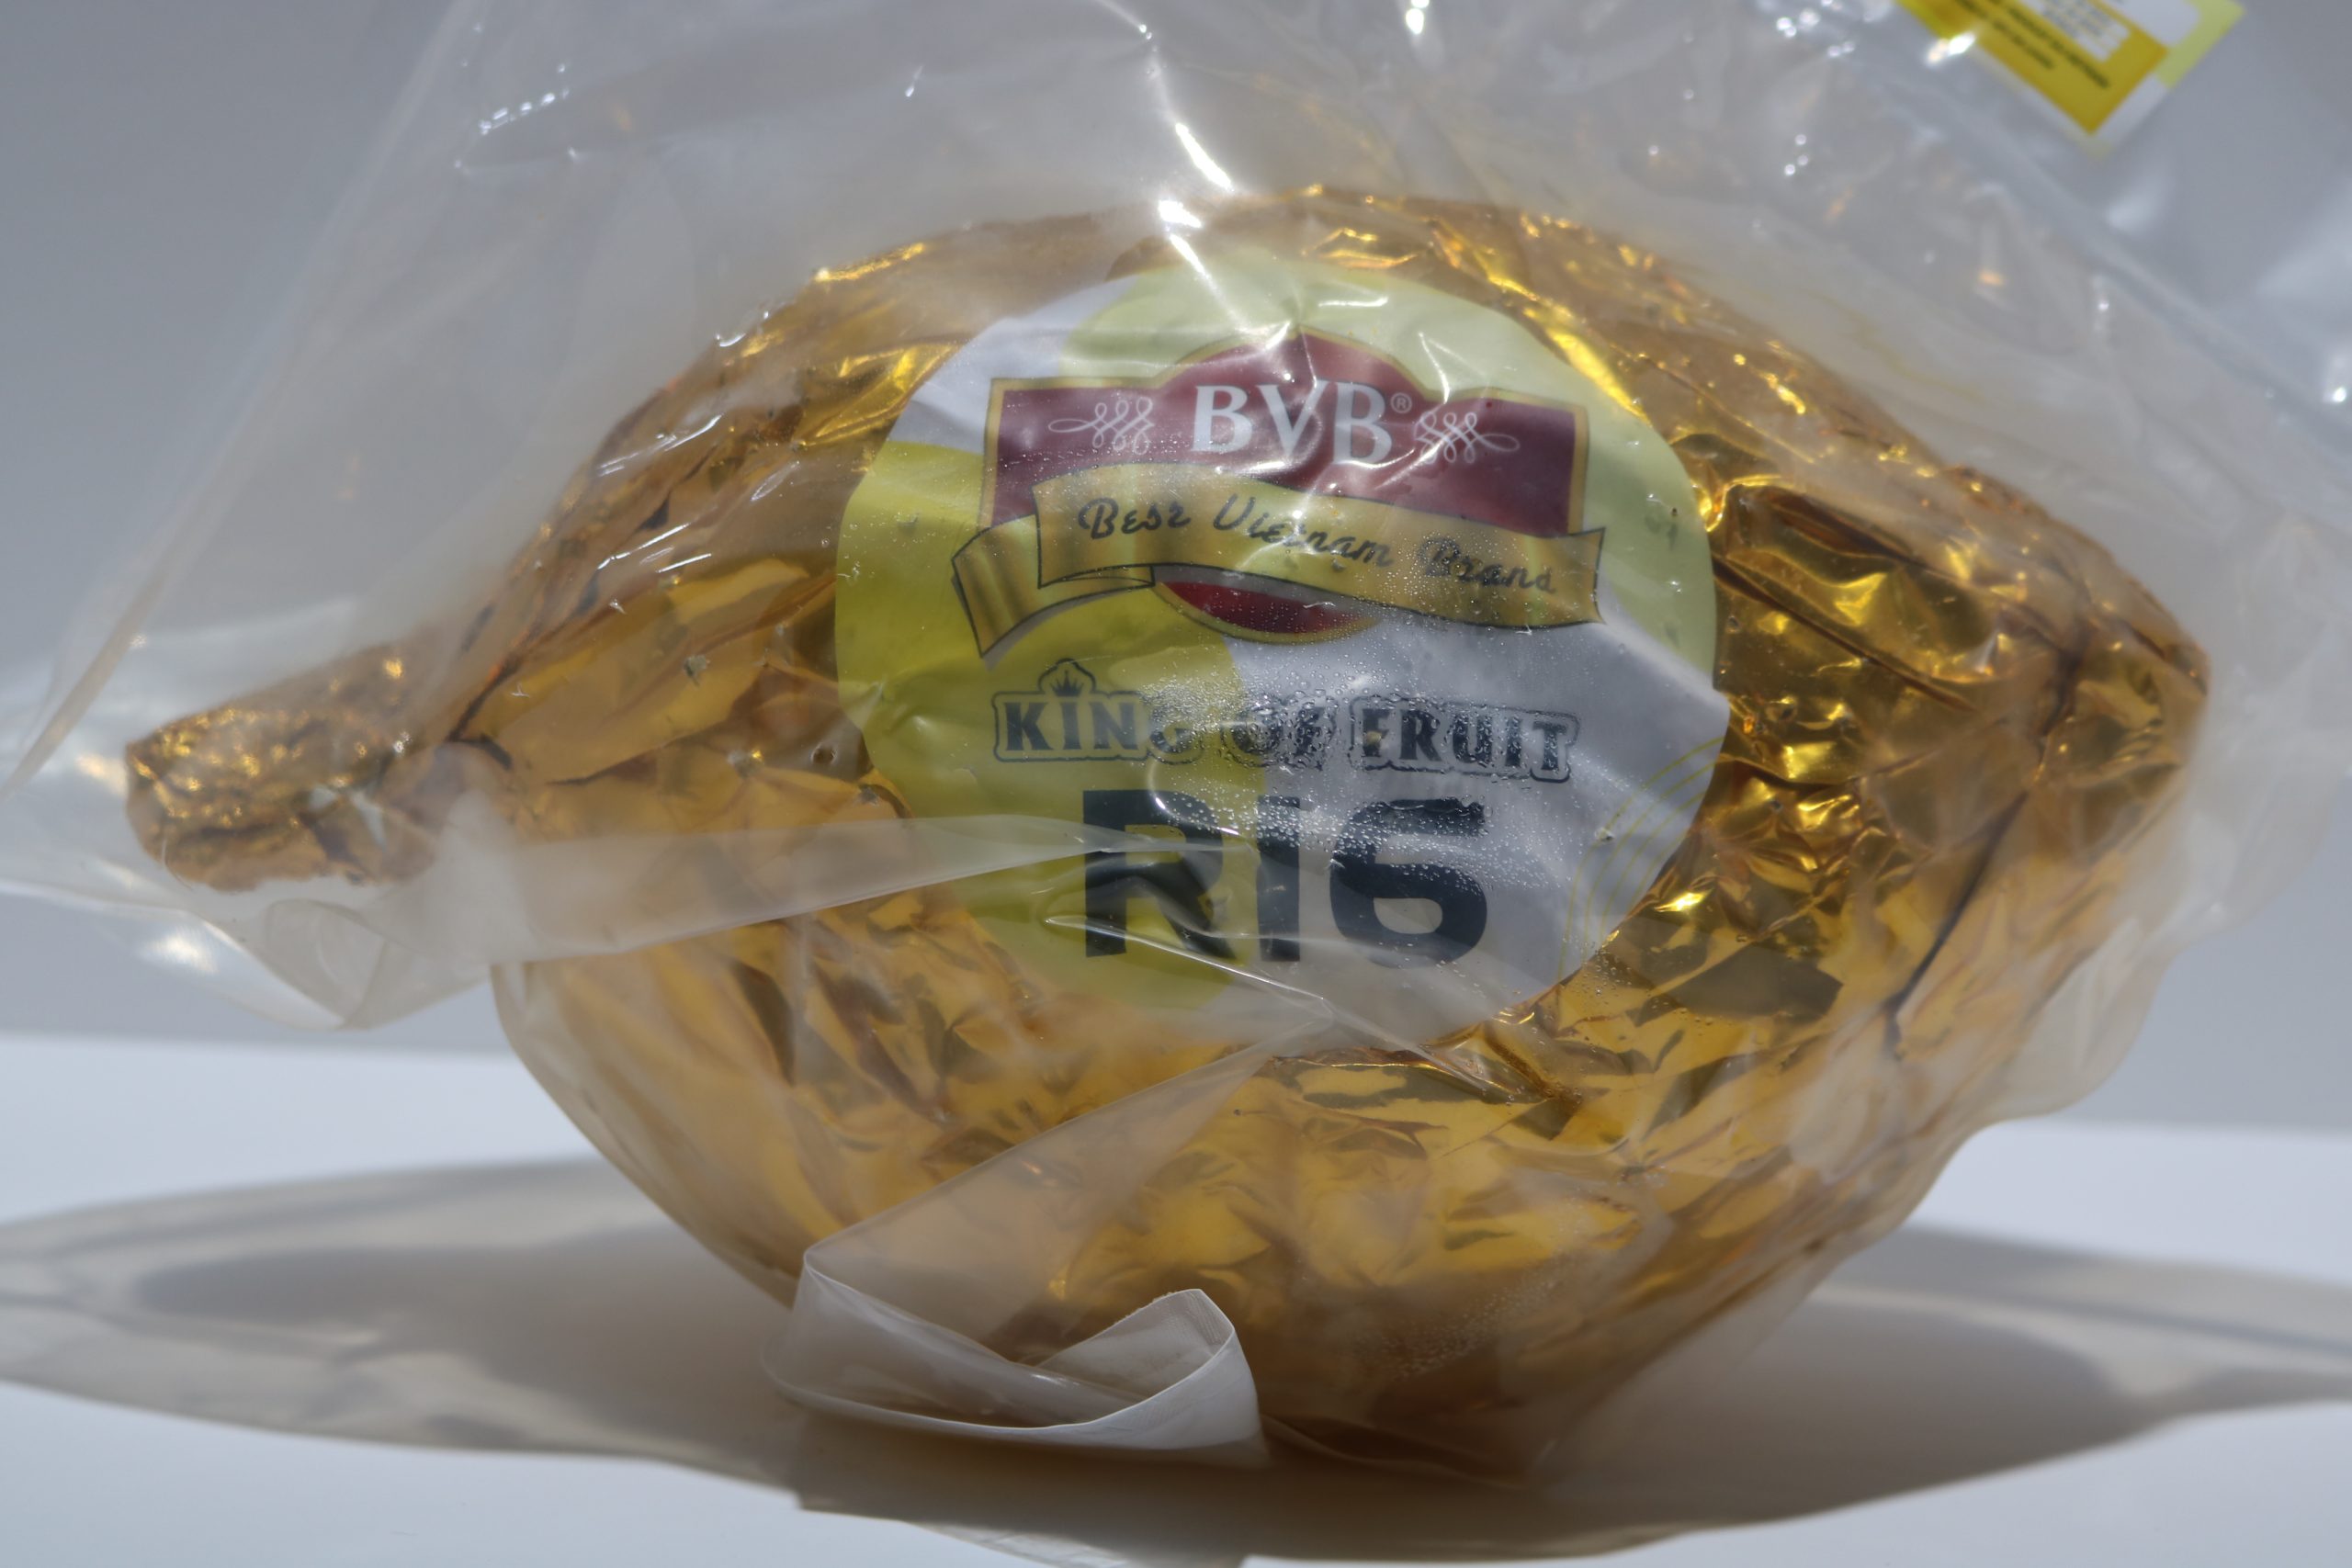 BVB®
Best Vietnam Brand
KING OF FRUIT
RI6